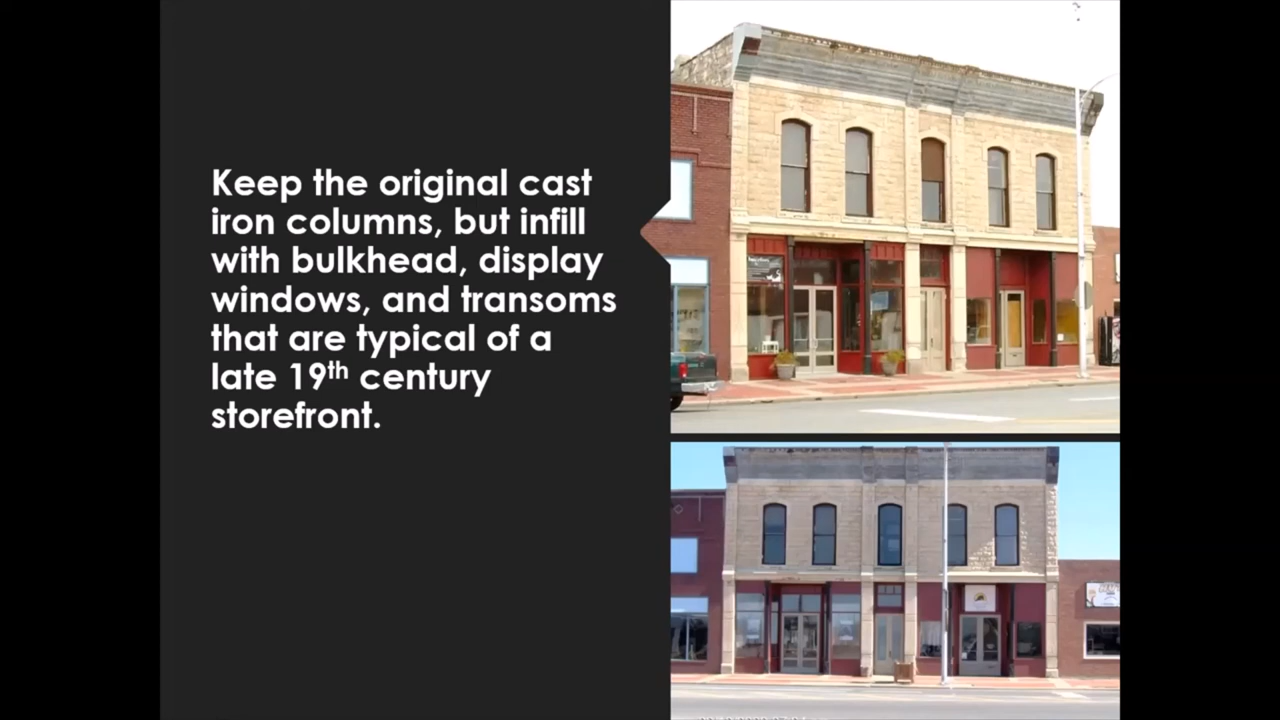 Keep the original cast
iron columns, but infill
with bulkhead, display
windows, and transoms
that are typical of a
late 19th century
storefront.